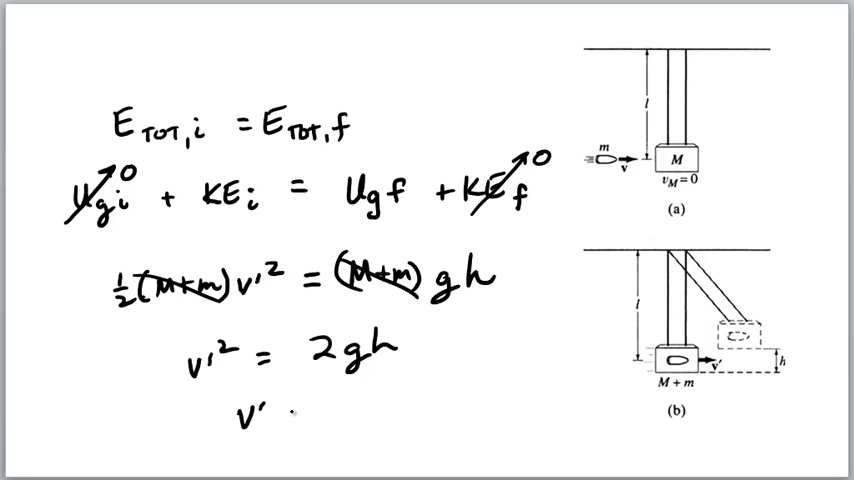 E_TOT,i = E_TOT,f
U_gi 0 + KE_i = U_gf + KE_f 0
½(M+m)v'² = (M+m)gh
v'² = 2gh
v'
l
m
v
M
v_M = 0
(a)
l
v'
h
M + m
(b)